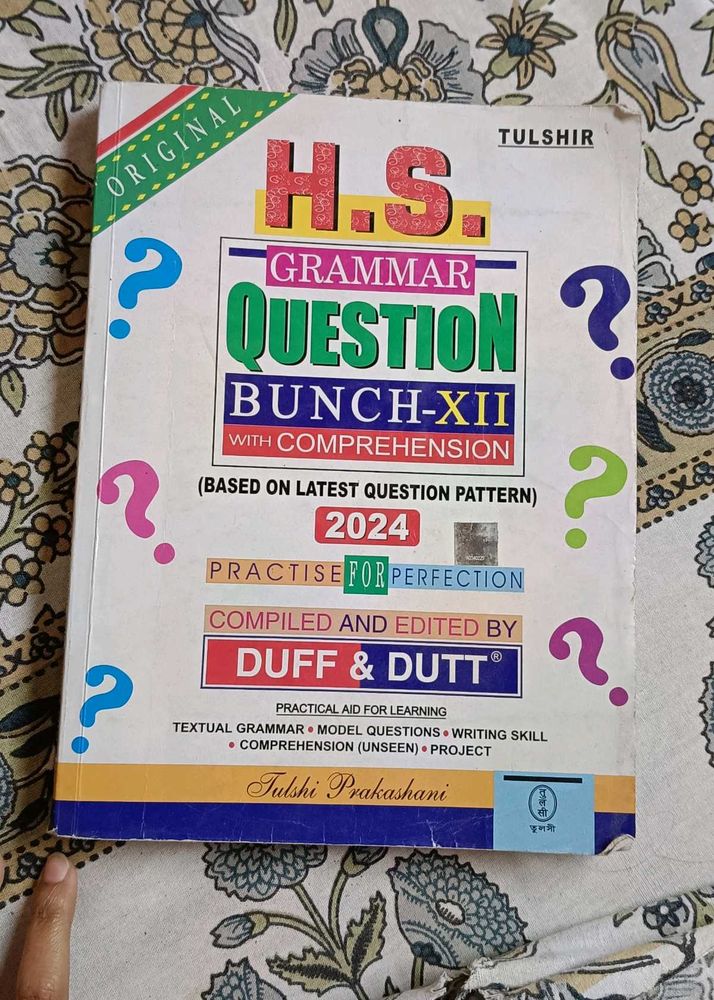 ORIGINAL
TULSHIR
H.S.
GRAMMAR
QUESTION
BUNCH-XII
WITH COMPREHENSION
(BASED ON LATEST QUESTION PATTERN)
2024
PRACTISE FOR PERFECTION
COMPILED AND EDITED BY
DUFF & DUTT®
PRACTICAL AID FOR LEARNING
TEXTUAL GRAMMAR • MODEL QUESTIONS • WRITING SKILL
• COMPREHENSION (UNSEEN) • PROJECT
Tulshi Prakashani
तुलसी
তুলসী